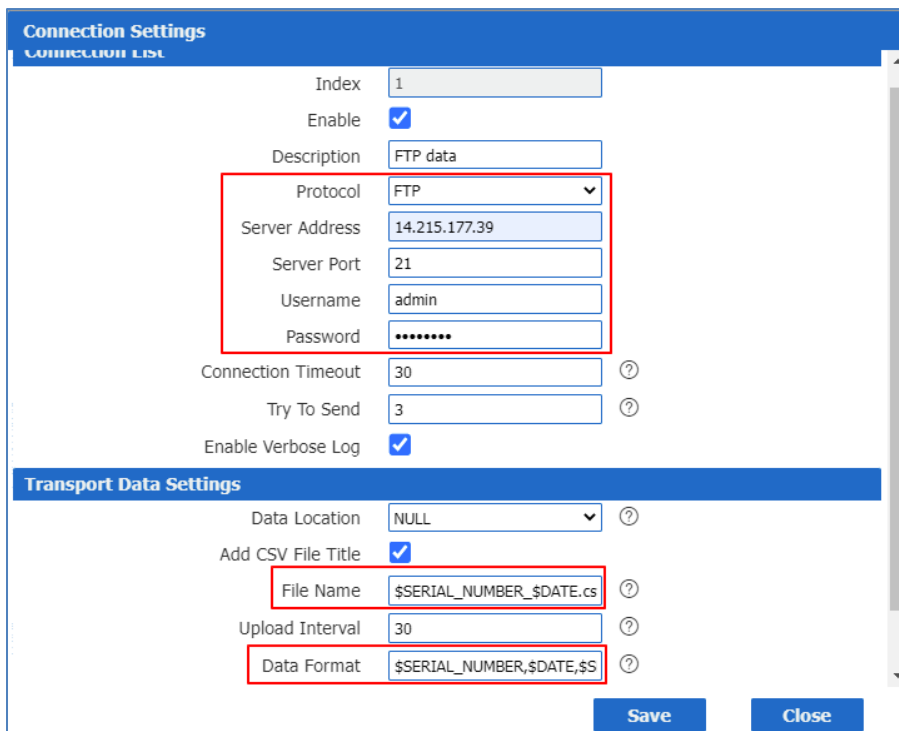 Connection Settings
Connection List
Index 1
Enable
Description FTP data
Protocol FTP
Server Address 14.215.177.39
Server Port 21
Username admin
Password ••••••••
Connection Timeout 30 ?
Try To Send 3 ?
Enable Verbose Log
Transport Data Settings
Data Location NULL ?
Add CSV File Title
File Name $SERIAL_NUMBER_$DATE.cs ?
Upload Interval 30 ?
Data Format $SERIAL_NUMBER,$DATE,$S ?
Save Close